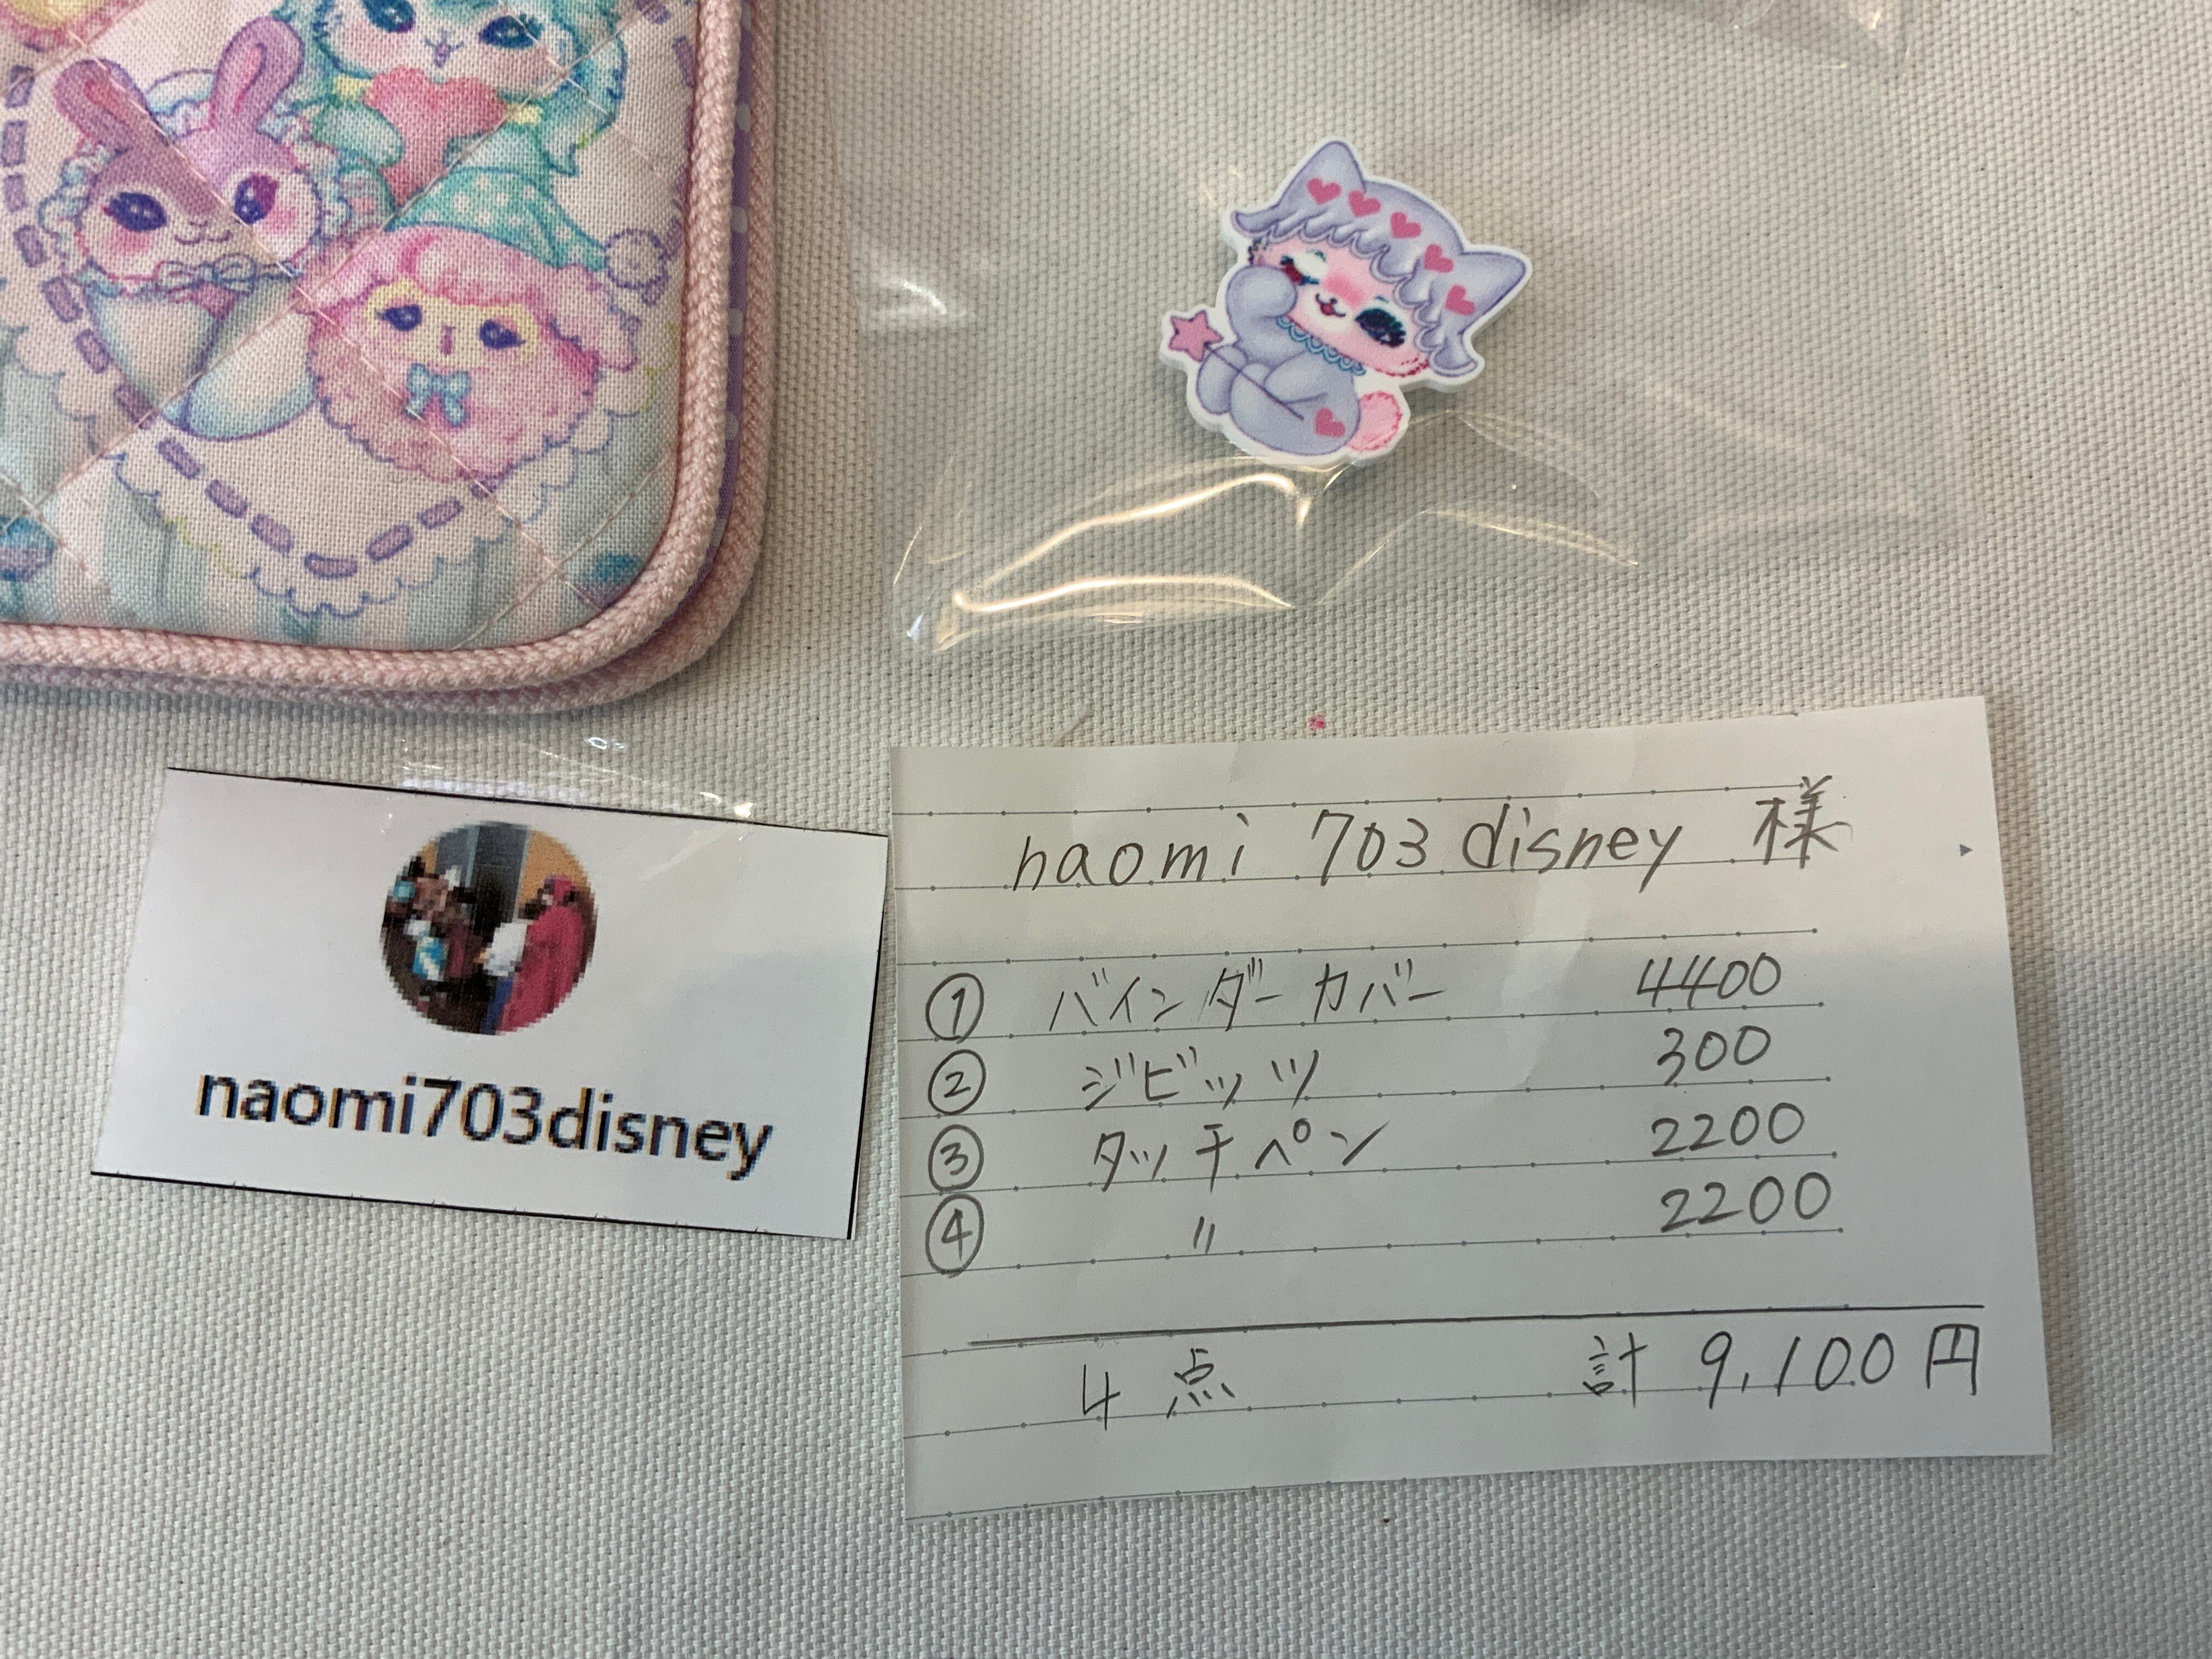 naomi703disney
naomi 703 disney 様
① バインダーカバー 4400
② ジビッツ 300
③ タッチペン 2200
④ 〃 2200
4点 計 9,100円